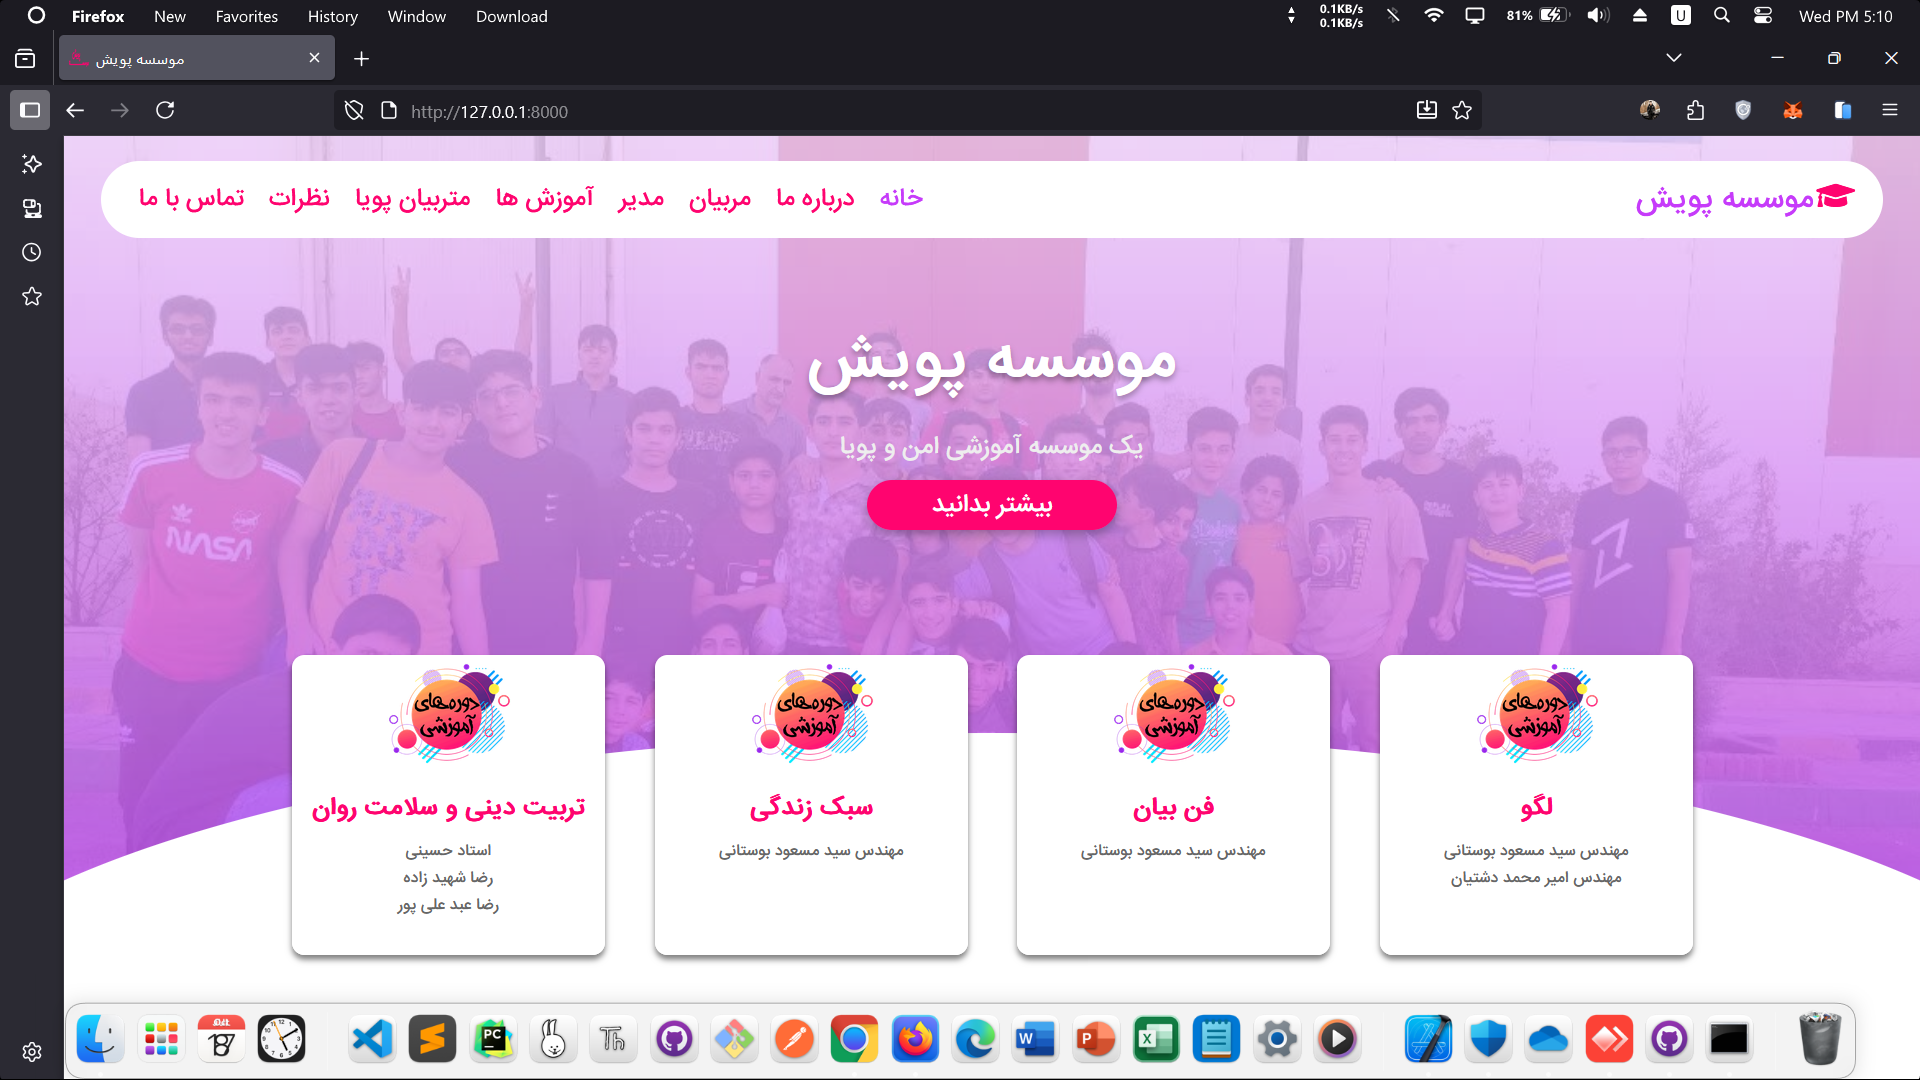 Firefox New Favorites History Window Download
0.1KB/s
0.1KB/s
81%
U
Wed PM 5:10
موسسه پویش
http://127.0.0.1:8000
موسسه پویش
خانه درباره ما مربیان مدیر آموزش ها متربیان پویا نظرات تماس با ما
موسسه پویش
یک موسسه آموزشی امن و پویا
بیشتر بدانید
NASA
دوره‌های
آموزشی
لگو
مهندس سید مسعود بوستانی
مهندس امیر محمد دشتیان
دوره‌های
آموزشی
فن بیان
مهندس سید مسعود بوستانی
دوره‌های
آموزشی
سبک زندگی
مهندس سید مسعود بوستانی
دوره‌های
آموزشی
تربیت دینی و سلامت روان
استاد حسینی
رضا شهید زاده
رضا عبد علی پور
PC
Th
W
P
X